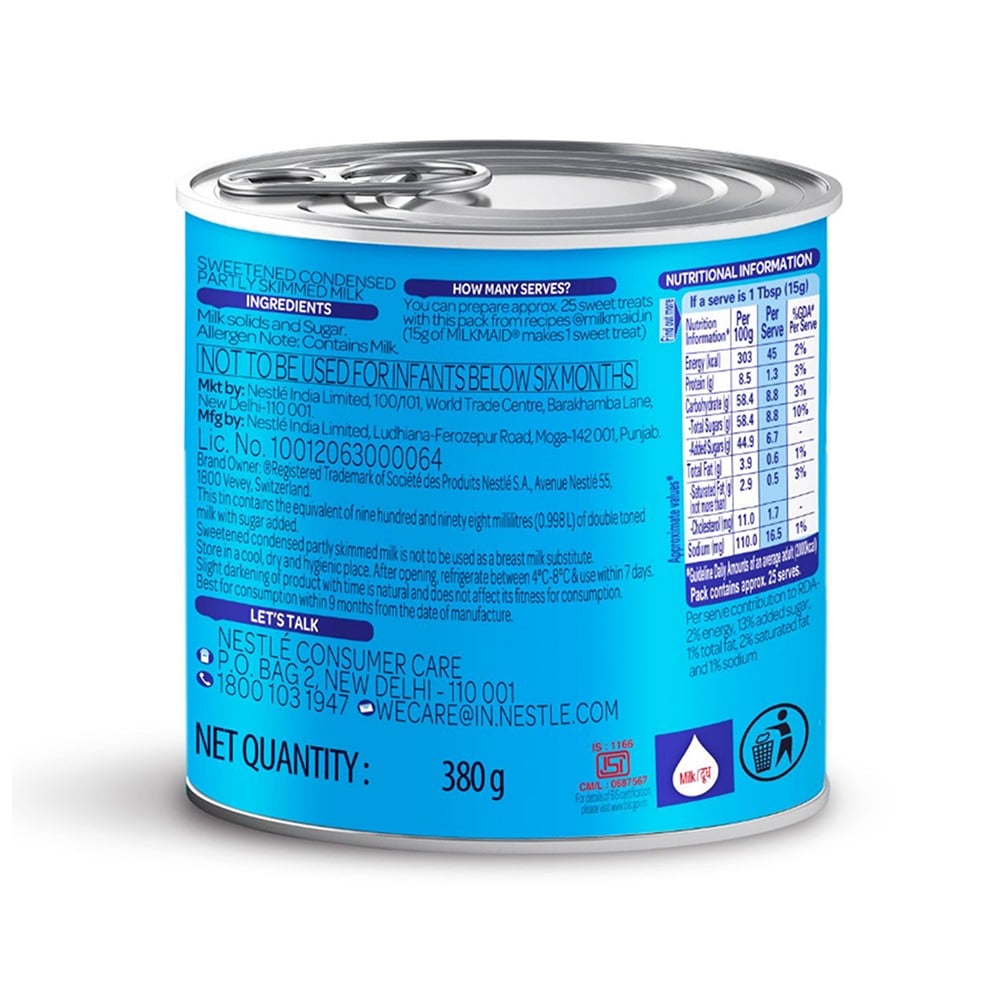 SWEETENED CONDENSED
PARTLY SKIMMED MILK
INGREDIENTS
Milk solids and Sugar.
Allergen Note: Contains Milk.
HOW MANY SERVES?
You can prepare approx. 25 sweet treats
with this pack from recipes @milkmaid.in
(15g of MILKMAID® makes 1 sweet treat)
NOT TO BE USED FOR INFANTS BELOW SIX MONTHS
Mkt by: Nestlé India Limited, 100/101, World Trade Centre, Barakhamba Lane,
New Delhi-110 001.
Mfg by: Nestlé India Limited, Ludhiana-Ferozepur Road, Moga-142 001, Punjab.
Lic. No. 10012063000064
Brand Owner: ®Registered Trademark of Société des Produits Nestlé S.A., Avenue Nestlé 55,
1800 Vevey, Switzerland.
This tin contains the equivalent of nine hundred and ninety eight millilitres (0.998 L) of double toned
milk with sugar added.
Sweetened condensed partly skimmed milk is not to be used as a breast milk substitute.
Store in a cool, dry and hygienic place. After opening, refrigerate between 4°C-8°C & use within 7 days.
Slight darkening of product with time is natural and does not affect its fitness for consumption.
Best for consumption within 9 months from the date of manufacture.
LET'S TALK
NESTLÉ CONSUMER CARE
P.O. BAG 2, NEW DELHI - 110 001
1800 103 1947 WECARE@IN.NESTLE.COM
NET QUANTITY : 380 g
IS : 1166
ISI
CM/L : 0687567
For details of BIS certification
please visit www.bis.gov.in
Milk/दूध
NUTRITIONAL INFORMATION
Find out more
If a serve is 1 Tbsp (15g)
Nutrition Information* Per 100g Per Serve %GDA* Per Serve
Energy (kcal) 303 45 2%
Protein (g) 8.5 1.3 3%
Carbohydrate (g) 58.4 8.8 3%
-Total Sugars (g) 58.4 8.8 10%
-Added Sugars (g) 44.9 6.7 -
Total Fat (g) 3.9 0.6 1%
-Saturated Fat (g) (not more than) 2.9 0.5 3%
-Cholesterol (mg) 11.0 1.7 -
Sodium (mg) 110.0 16.5 1%
Approximate values*
*Guideline Daily Amounts of an average adult (2000kcal)
Pack contains approx. 25 serves.
Per serve contribution to RDA-
2% energy, 13% added sugar,
1% total fat, 2% saturated fat
and 1% sodium